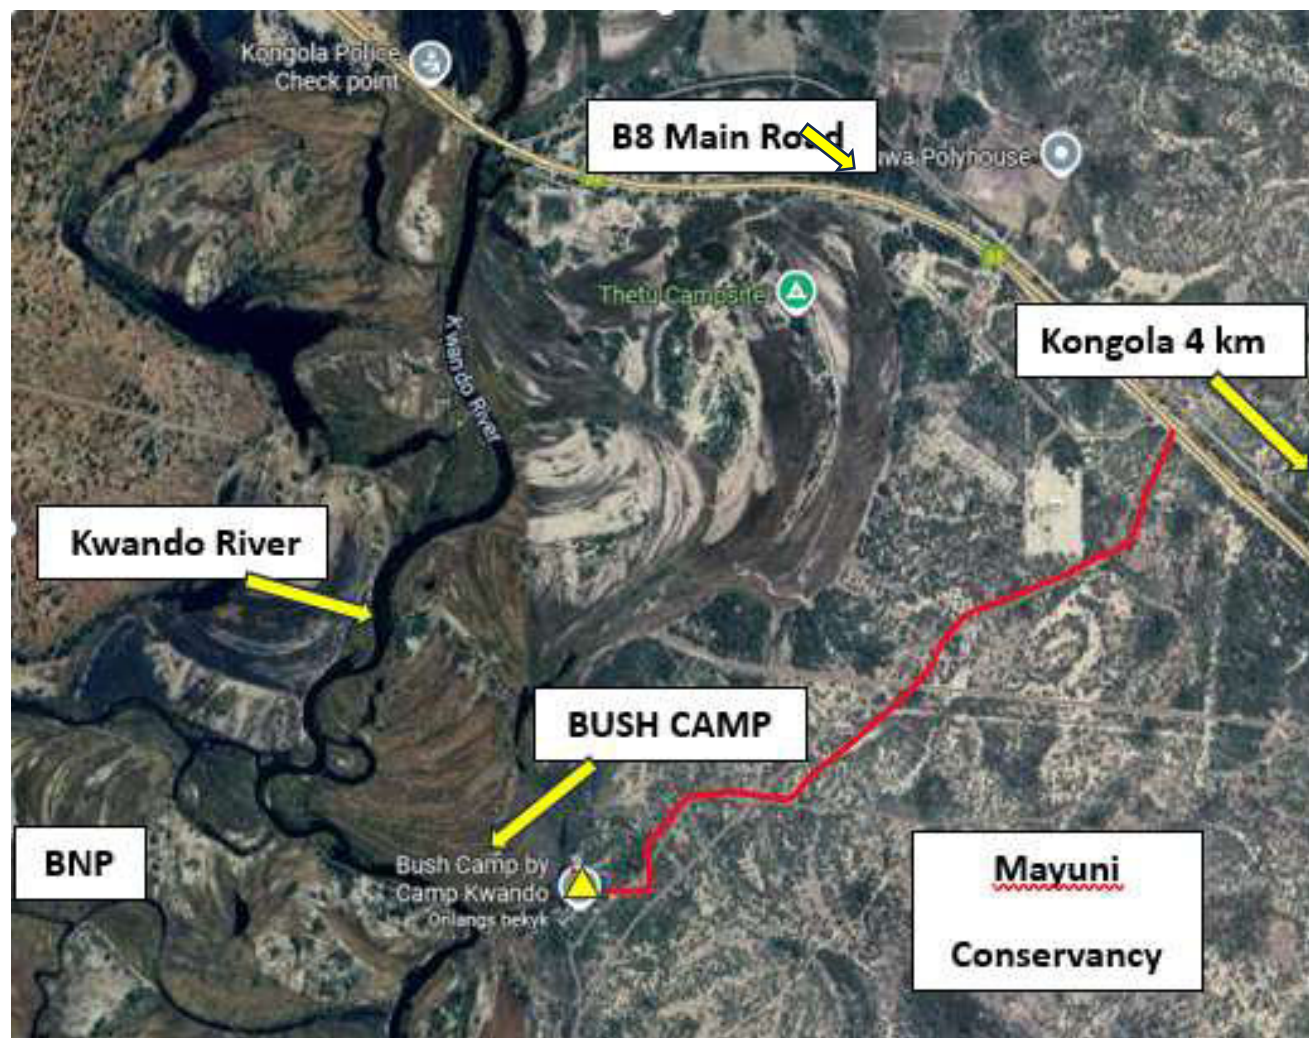 Kongola Police
Check point
B8 Main Road
Polyhouse
Thetu Campsite
Kongola 4 km
Kwando River
Kwando River
BUSH CAMP
BNP
Bush Camp by
Camp Kwando
Onlangs bekyk
Mayuni
Conservancy